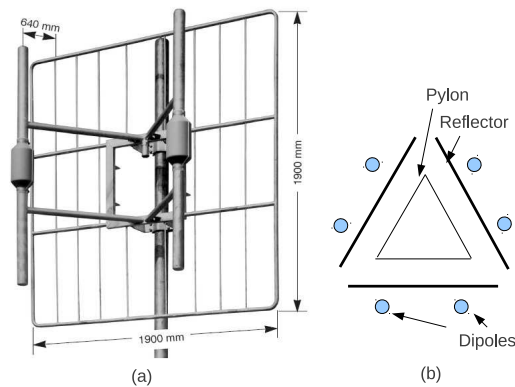 640 mm
1900 mm
1900 mm
(a)
Pylon
Reflector
Dipoles
(b)